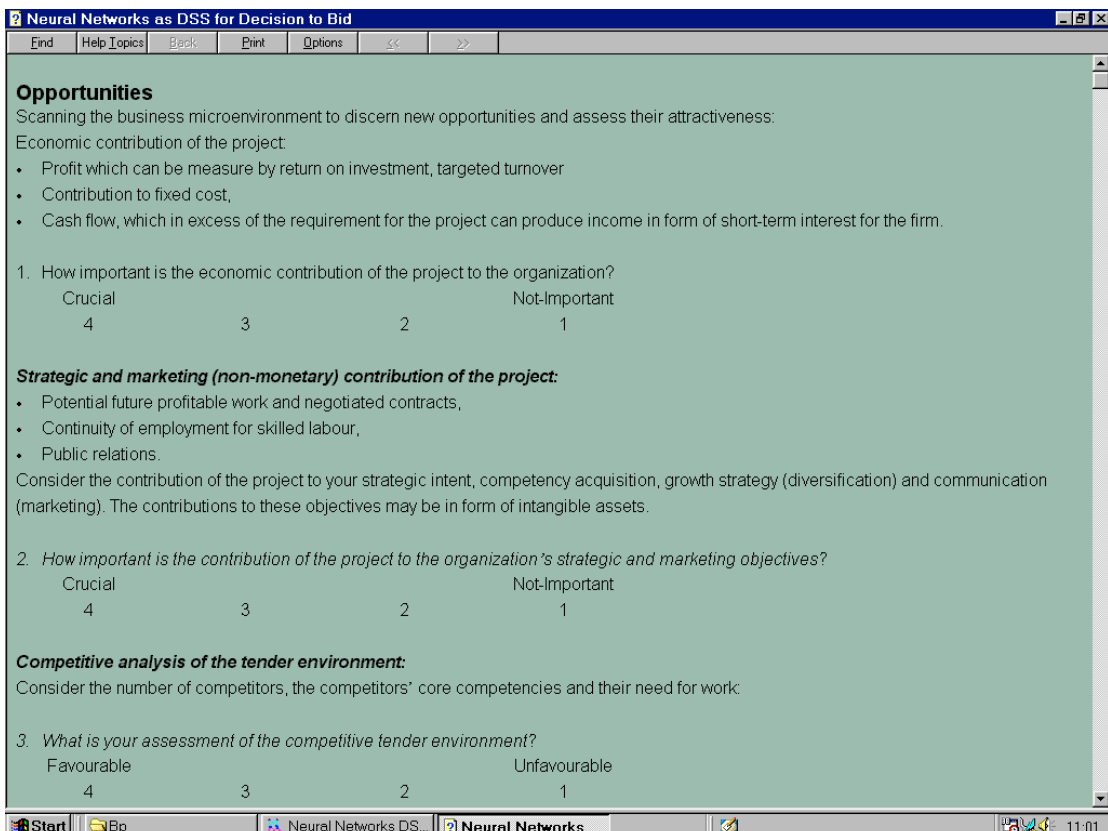 Neural Networks as DSS for Decision to Bid
Find Help Topics Back Print Options << >>
Opportunities
Scanning the business microenvironment to discern new opportunities and assess their attractiveness:
Economic contribution of the project:
• Profit which can be measure by return on investment, targeted turnover
• Contribution to fixed cost,
• Cash flow, which in excess of the requirement for the project can produce income in form of short-term interest for the firm.
1. How important is the economic contribution of the project to the organization?
Crucial Not-Important
4 3 2 1
Strategic and marketing (non-monetary) contribution of the project:
• Potential future profitable work and negotiated contracts,
• Continuity of employment for skilled labour,
• Public relations.
Consider the contribution of the project to your strategic intent, competency acquisition, growth strategy (diversification) and communication
(marketing). The contributions to these objectives may be in form of intangible assets.
2. How important is the contribution of the project to the organization's strategic and marketing objectives?
Crucial Not-Important
4 3 2 1
Competitive analysis of the tender environment:
Consider the number of competitors, the competitors' core competencies and their need for work:
3. What is your assessment of the competitive tender environment?
Favourable Unfavourable
4 3 2 1
Start Bp Neural Networks DS... Neural Networks 11:01